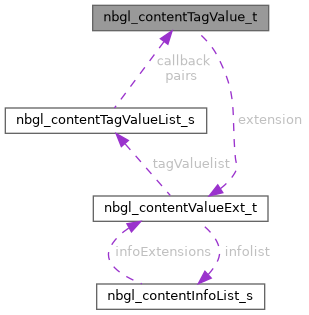 nbgl_contentTagValue_t
callback
pairs
nbgl_contentTagValueList_s
extension
tagValuelist
nbgl_contentValueExt_t
infoExtensions
infolist
nbgl_contentInfoList_s